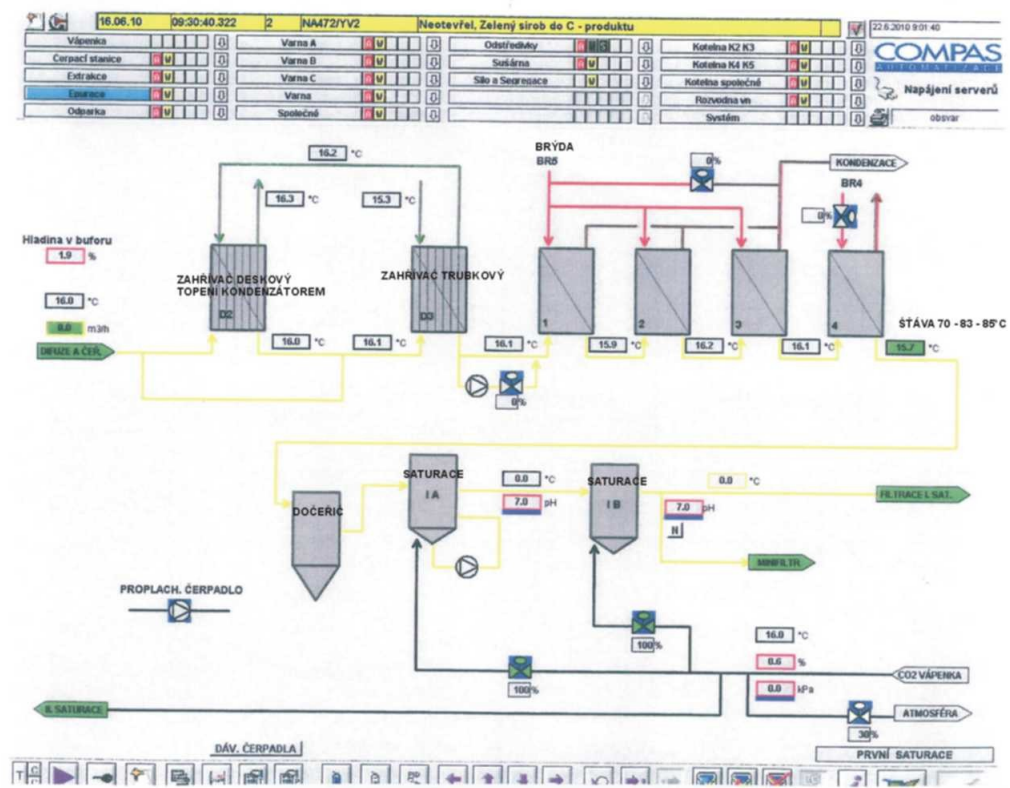 16.06.10 09:30:40.322 2 NA472/YV2 Neotevřel, Zelený sirob do C - produktu
22.6.2010 9:01:40
Vápenka Varna A Odstředivky Kotelna K2 K3
COMPAS
AUTOMATIZACE
Čerpací stanice Varna B Sušárna Kotelna K4 K5
Extrakce Varna C Silo a Segregace Kotelna společné
Napájení serverů
Epurace Varna Rozvodna vn
Odparka Společné Systém
obsvar
16.2 °C
BRÝDA
BR5
0%
KONDENZACE
BR4
16.3 °C 15.3 °C
0%
Hladina v buforu
1.9 %
ZAHŘÍVAČ DESKOVÝ
TOPENÍ KONDENZÁTOREM
ZAHŘÍVAČ TRUBKOVÝ
16.0 °C
D2 D3 1 2 3 4
ŠŤÁVA 70 - 83 - 85°C
0.0 m3/h
DIFUZE A ČEŘ.
16.0 °C 16.1 °C 16.1 °C 15.9 °C 16.2 °C 16.1 °C 15.7 °C
0%
SATURACE
I A
0.0 °C
7.0 pH
SATURACE
I B
0.0 °C
7.0 pH
N
FILTRACE I. SAT.
DOČEŘIČ
MINIFILTR.
PROPLACH. ČERPADLO
100%
16.0 °C
0.6 %
0.0 kPa
CO2 VÁPENKA
100%
II. SATURACE
ATMOSFÉRA
30%
DÁV. ČERPADLA
PRVNÍ SATURACE